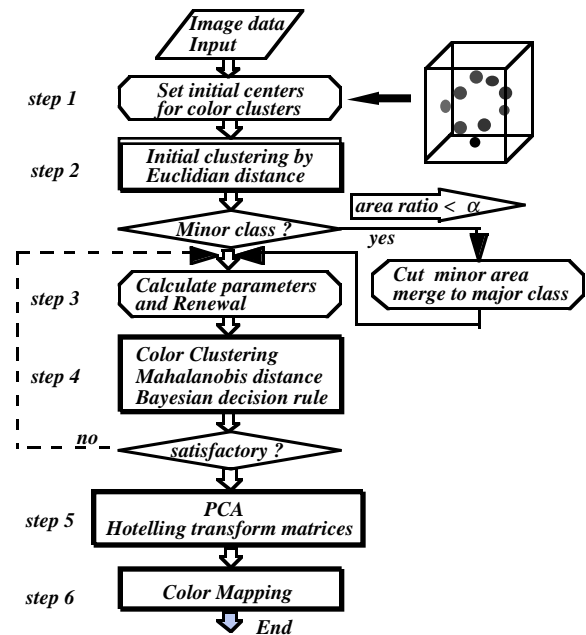 Image data
Input
step 1
Set initial centers
for color clusters
step 2
Initial clustering by
Euclidian distance
area ratio < α
Minor class ?
yes
Cut minor area
merge to major class
step 3
Calculate parameters
and Renewal
step 4
Color Clustering
Mahalanobis distance
Bayesian decision rule
no
satisfactory ?
step 5
PCA
Hotelling transform matrices
step 6
Color Mapping
End